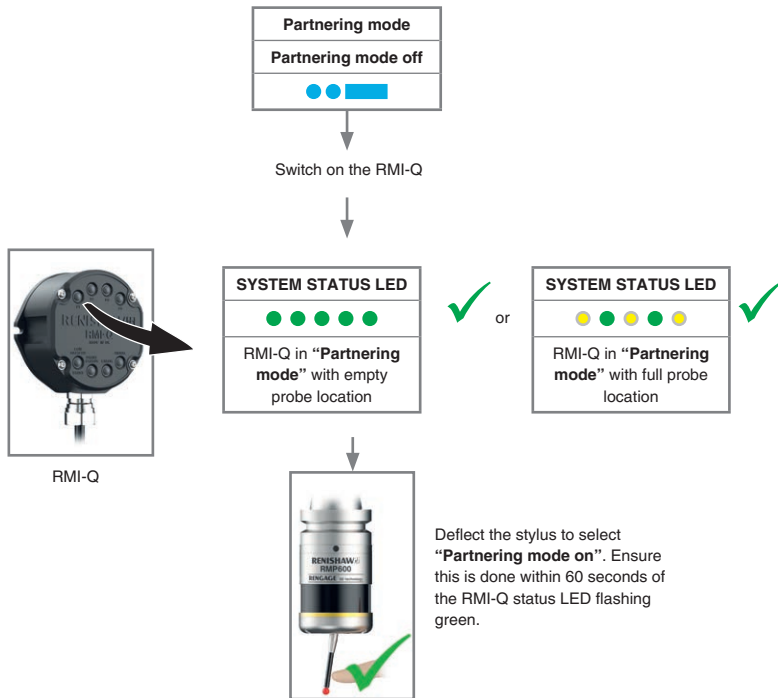 Partnering mode
Partnering mode off
Switch on the RMI-Q
SYSTEM STATUS LED
RMI-Q in “Partnering
mode” with empty
probe location
or
SYSTEM STATUS LED
RMI-Q in “Partnering
mode” with full probe
location
RMI-Q
RMI-Q
RENISHAW
RMP600
Deflect the stylus to select
“Partnering mode on”. Ensure
this is done within 60 seconds of
the RMI-Q status LED flashing
green.